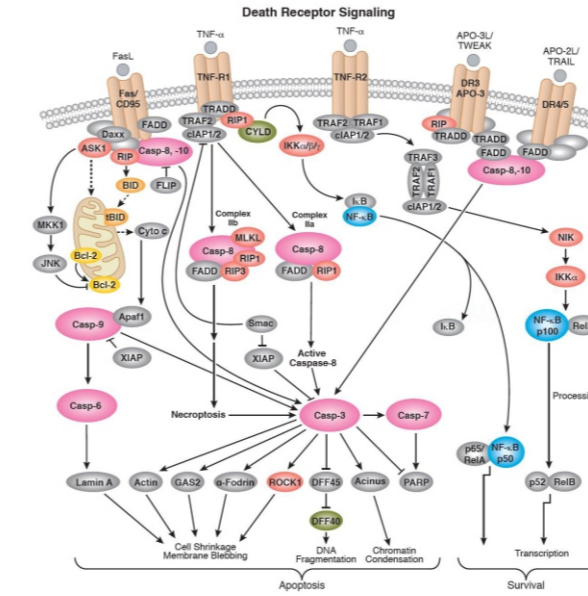 Death Receptor Signaling
FasL
TNF-α
TNF-α
APO-3L/
TWEAK
APO-2L/
TRAIL
Fas/
CD95
TNF-R1
TNF-R2
DR3
APO-3
DR4/5
Daxx
FADD
ASK1
RIP
Casp-8, -10
TRADD
TRAF2
RIP1
cIAP1/2
CYLD
IKKα/β/γ
TRAF2
TRAF1
cIAP1/2
RIP
TRADD
TRADD
FADD
FADD
Casp-8,-10
BID
FLIP
tBID
Cyto c
MKK1
JNK
Bcl-2
Bcl-2
TRAF3
TRAF2
TRAF1
cIAP1/2
IκB
NF-κB
Complex
IIb
Complex
IIa
MLKL
Casp-8
RIP1
FADD
RIP3
Casp-8
FADD
RIP1
NIK
IKKα
NF-κB
p100
Rel
IκB
Casp-9
Apaf1
XIAP
Smac
XIAP
Active
Caspase-8
Casp-6
Necroptosis
Casp-3
Casp-7
Processi
p65/
RelA
NF-κB
p50
p52
RelB
Lamin A
Actin
GAS2
α-Fodrin
ROCK1
DFF45
Acinus
PARP
DFF40
Cell Shrinkage
Membrane Blebbing
DNA
Fragmentation
Chromatin
Condensation
Transcription
Apoptosis
Survival